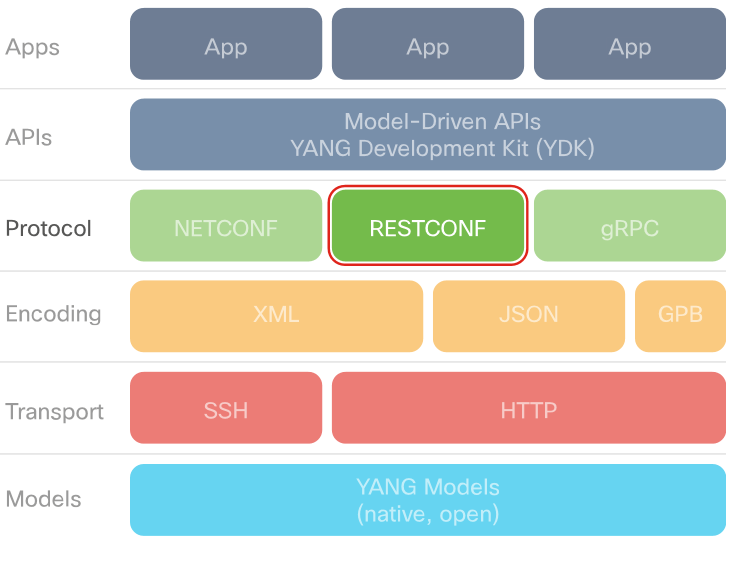 Apps
App
App
App
APIs
Model-Driven APIs
YANG Development Kit (YDK)
Protocol
NETCONF
RESTCONF
gRPC
Encoding
XML
JSON
GPB
Transport
SSH
HTTP
Models
YANG Models
(native, open)